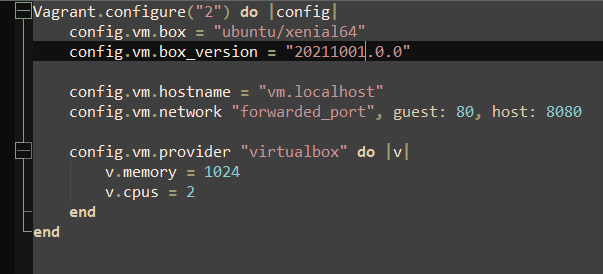 Vagrant.configure("2") do |config|
    config.vm.box = "ubuntu/xenial64"
    config.vm.box_version = "20211001.0.0"
    config.vm.hostname = "vm.localhost"
    config.vm.network "forwarded_port", guest: 80, host: 8080
    config.vm.provider "virtualbox" do |v|
        v.memory = 1024
        v.cpus = 2
    end
end